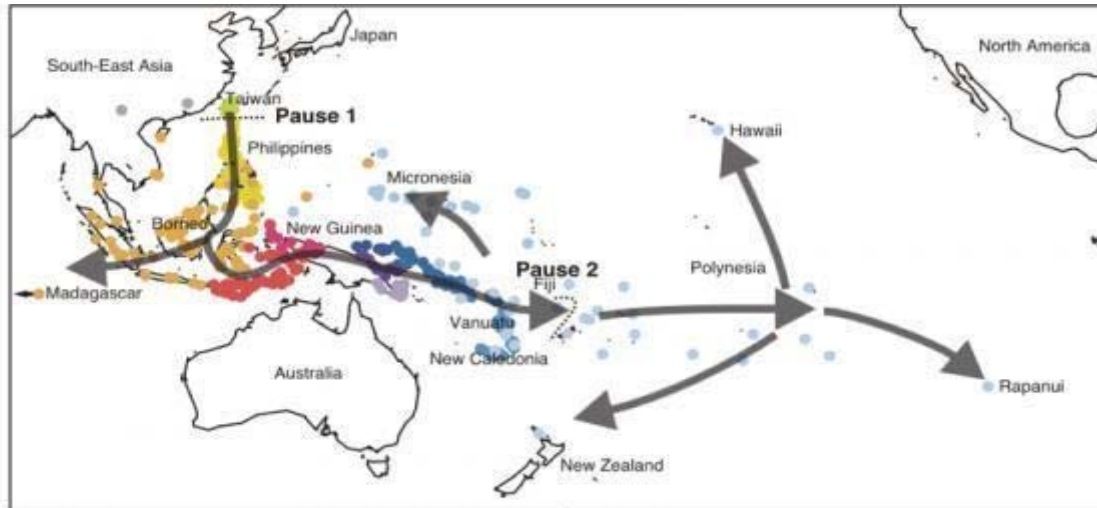 Japan
North America
South-East Asia
Taiwan
Pause 1
Hawaii
Philippines
Micronesia
Borneo
New Guinea
Pause 2
Polynesia
Fiji
Madagascar
Vanuatu
New Caledonia
Australia
Rapanui
New Zealand